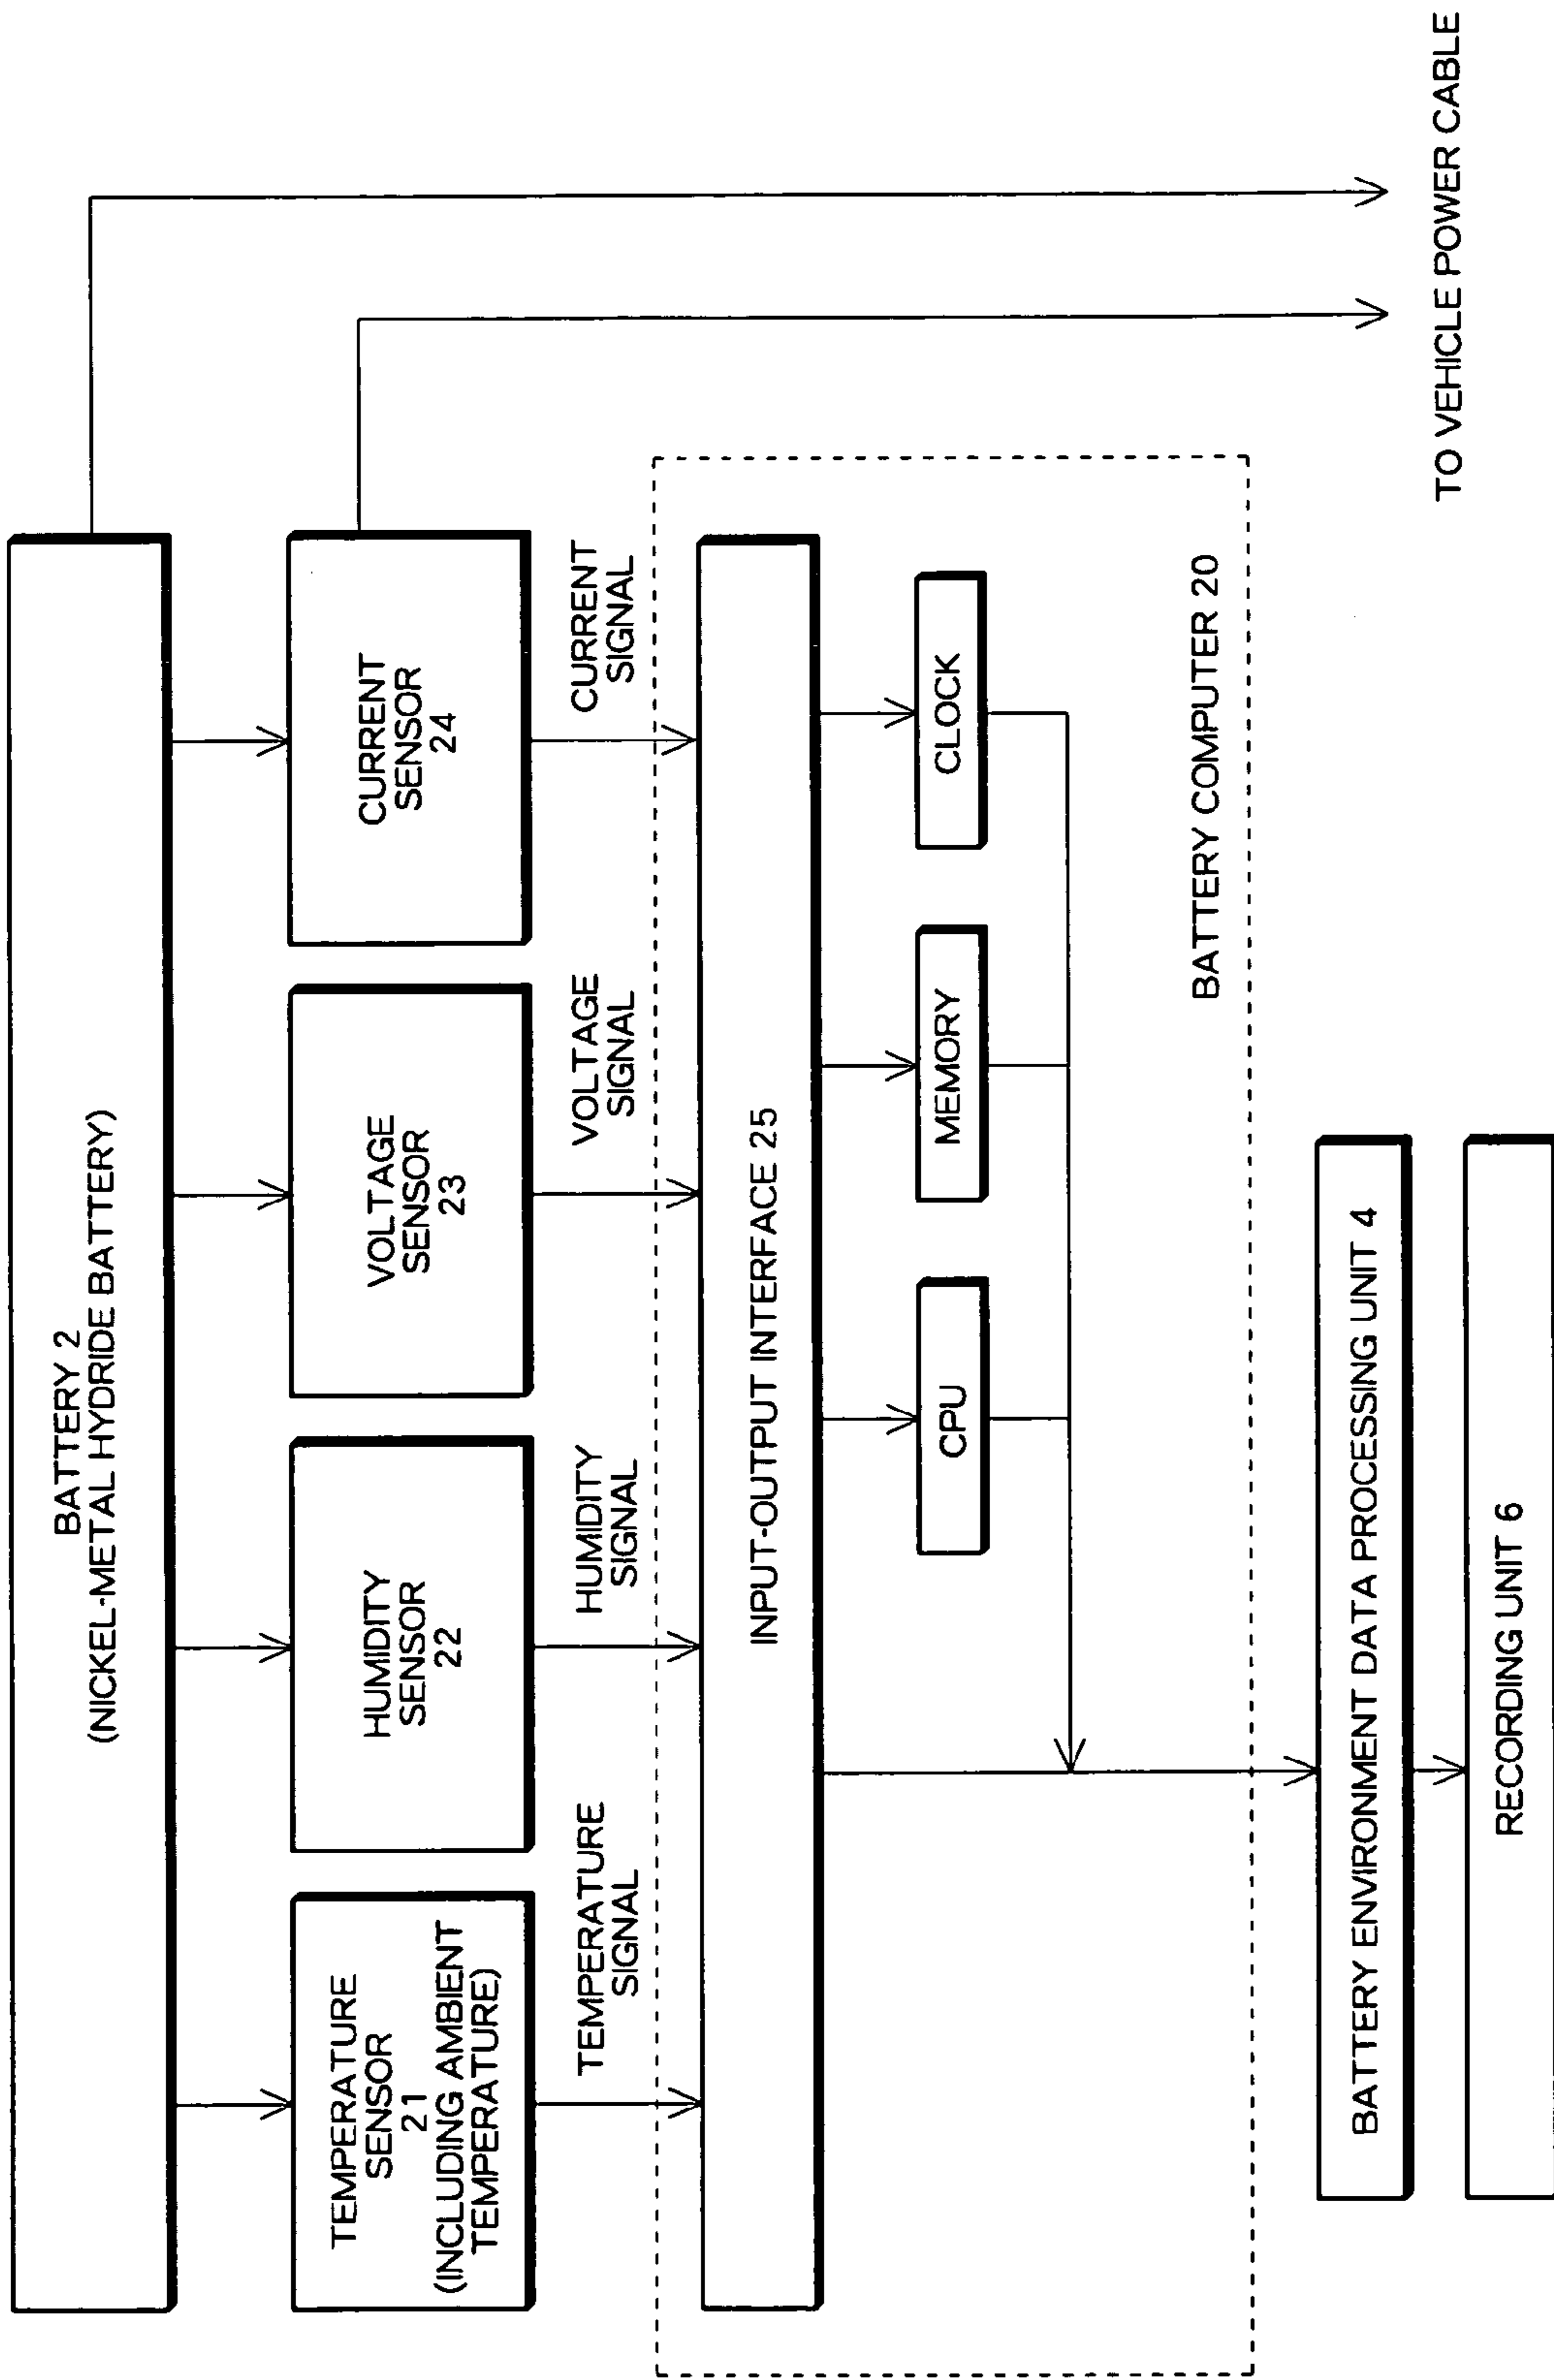 BATTERY 2
(NICKEL-METAL HYDRIDE BATTERY)
TEMPERATURE
SENSOR
21
(INCLUDING AMBIENT
TEMPERATURE)
HUMIDITY
SENSOR
22
VOLTAGE
SENSOR
23
CURRENT
SENSOR
24
TEMPERATURE
SIGNAL
HUMIDITY
SIGNAL
VOLTAGE
SIGNAL
CURRENT
SIGNAL
INPUT-OUTPUT INTERFACE 25
CPU
MEMORY
CLOCK
BATTERY COMPUTER 20
BATTERY ENVIRONMENT DATA PROCESSING UNIT 4
RECORDING UNIT 6
TO VEHICLE POWER CABLE